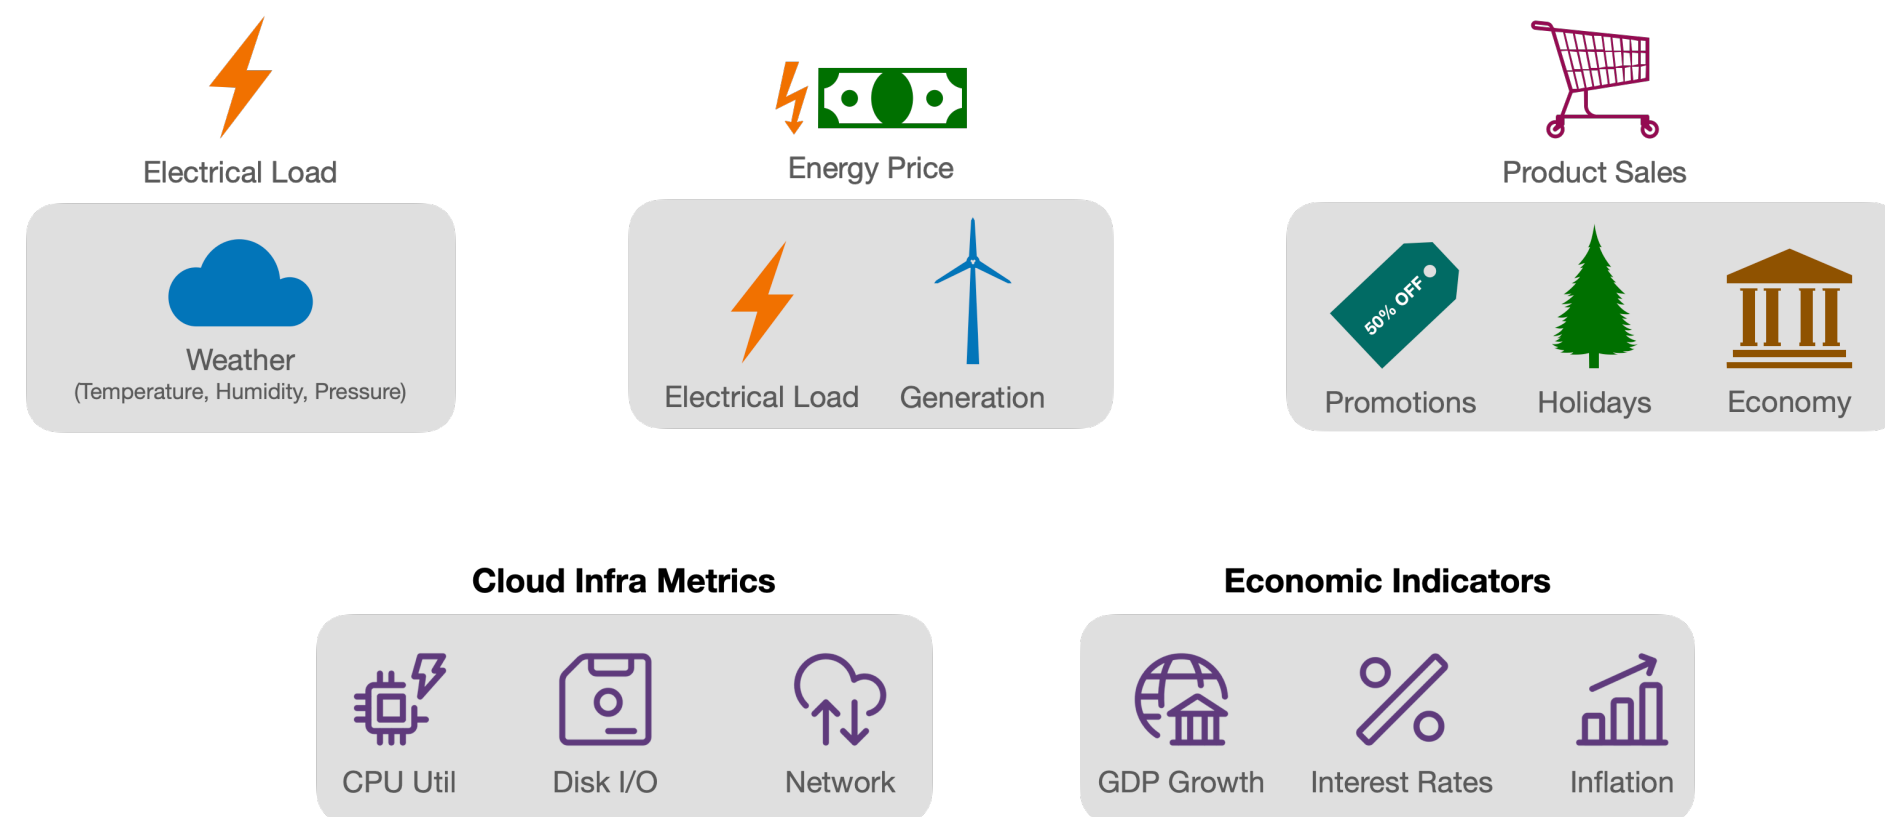 Electrical Load
Energy Price
Product Sales
Weather
(Temperature, Humidity, Pressure)
Electrical Load
Generation
50% OFF
Promotions
Holidays
Economy
Cloud Infra Metrics
Economic Indicators
CPU Util
Disk I/O
Network
GDP Growth
Interest Rates
Inflation